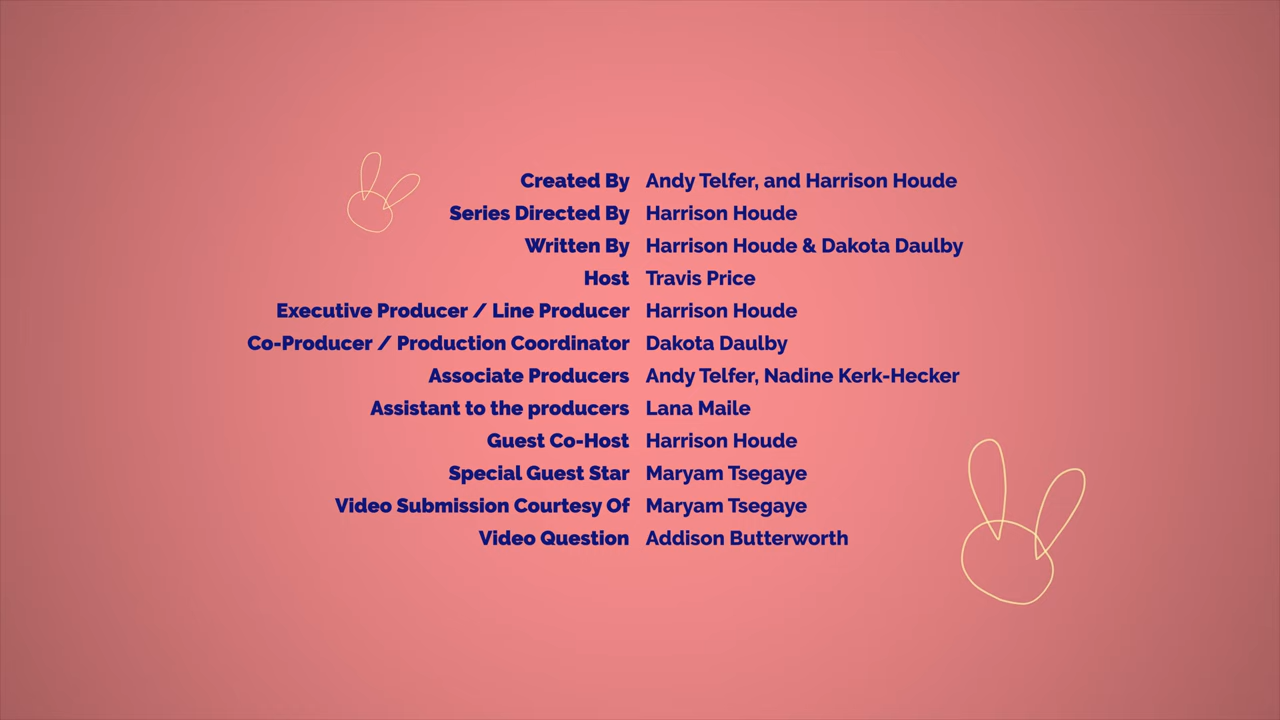 Created By Andy Telfer, and Harrison Houde
Series Directed By Harrison Houde
Written By Harrison Houde & Dakota Daulby
Host Travis Price
Executive Producer / Line Producer Harrison Houde
Co-Producer / Production Coordinator Dakota Daulby
Associate Producers Andy Telfer, Nadine Kerk-Hecker
Assistant to the producers Lana Maile
Guest Co-Host Harrison Houde
Special Guest Star Maryam Tsegaye
Video Submission Courtesy Of Maryam Tsegaye
Video Question Addison Butterworth